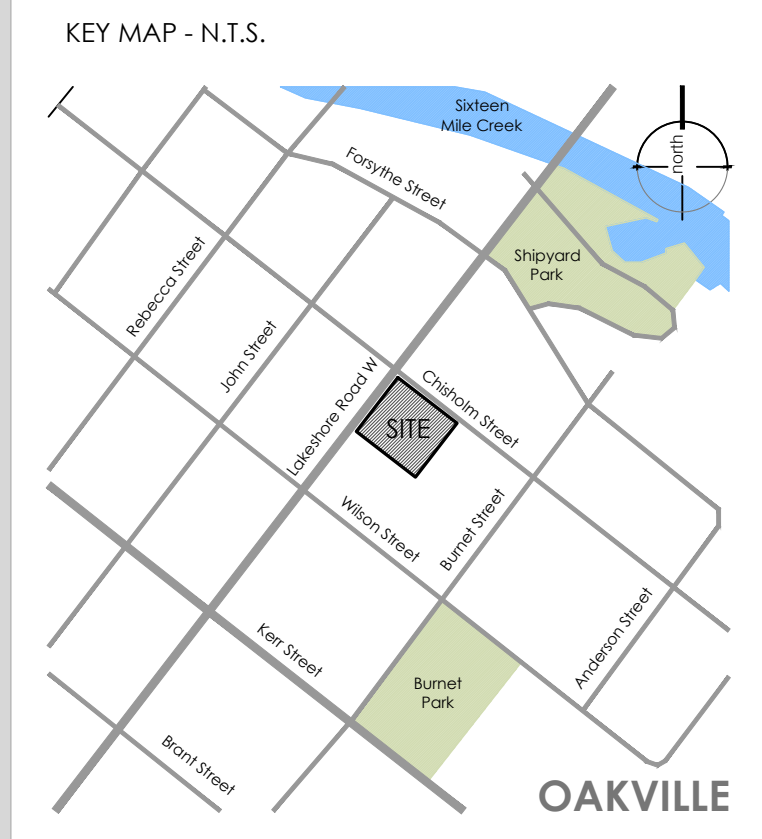 KEY MAP - N.T.S.
Sixteen
Mile Creek
north
Forsythe Street
Shipyard
Park
Rebecca Street
John Street
Lakeshore Road W
Chisholm Street
SITE
Wilson Street
Burnet Street
Anderson Street
Kerr Street
Burnet
Park
Brant Street
OAKVILLE